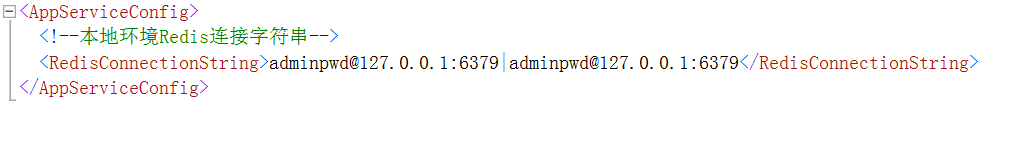 <AppServiceConfig>
<!--本地环境Redis连接字符串-->
<RedisConnectionString>adminpwd@127.0.0.1:6379|adminpwd@127.0.0.1:6379</RedisConnectionString>
</AppServiceConfig>